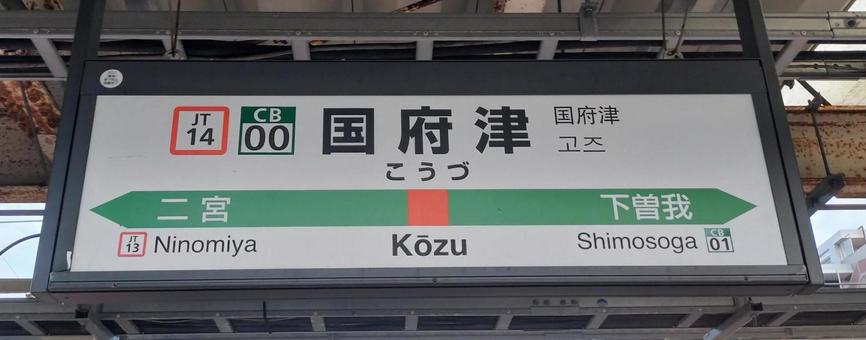 JT
14
CB
00
国府津
国府津
고즈
こうづ
二宮
下曽我
JT
13
Ninomiya
Kōzu
Shimosoga
CB
01